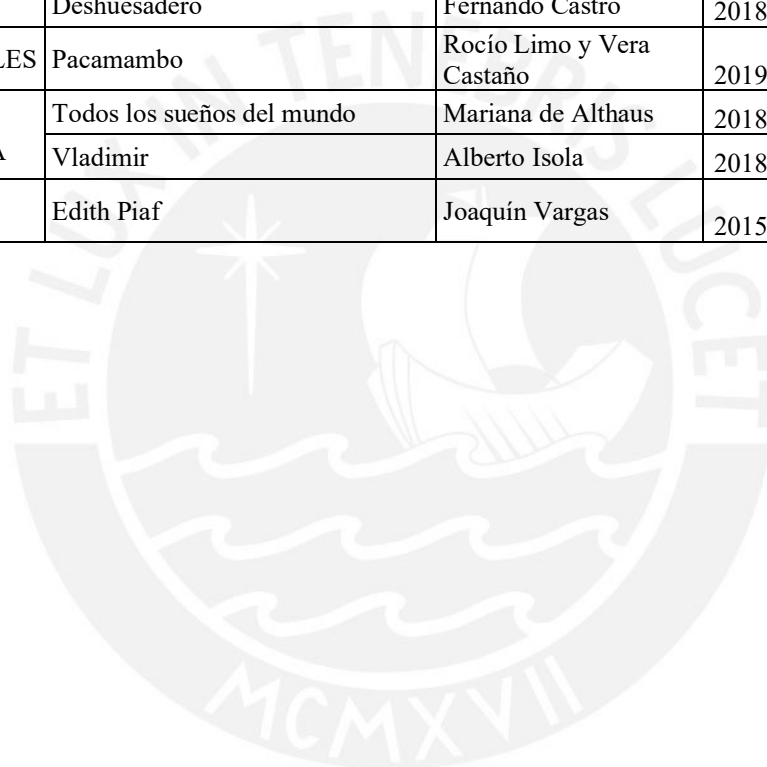 Deshuesadero Fernando Castro 2018
LES Pacamambo Rocío Limo y Vera
Castaño 2019
Todos los sueños del mundo Mariana de Althaus 2018
A Vladimir Alberto Isola 2018
Edith Piaf Joaquín Vargas 2015
ET LUX IN TENEBRIS LUCET
MCMXVII